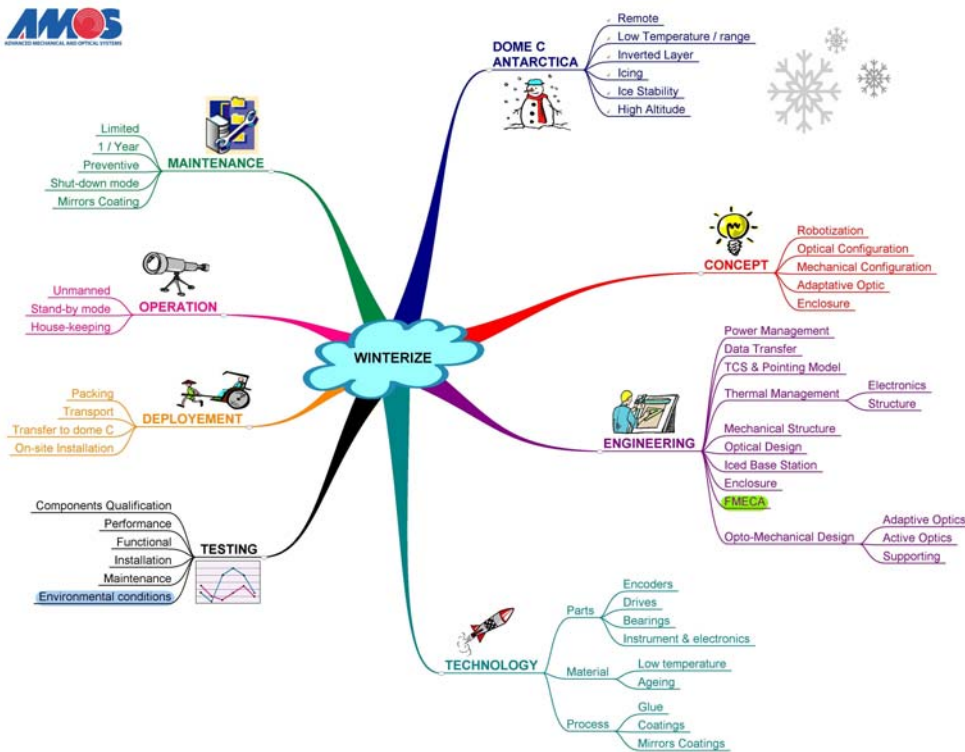 AMOS
ADVANCED MECHANICAL AND OPTICAL SYSTEMS
WINTERIZE
DOME C
ANTARCTICA
Remote
Low Temperature / range
Inverted Layer
Icing
Ice Stability
High Altitude
CONCEPT
Robotization
Optical Configuration
Mechanical Configuration
Adaptative Optic
Enclosure
ENGINEERING
Power Management
Data Transfer
TCS & Pointing Model
Thermal Management
Electronics
Structure
Mechanical Structure
Optical Design
Iced Base Station
Enclosure
FMECA
Opto-Mechanical Design
Adaptive Optics
Active Optics
Supporting
TECHNOLOGY
Parts
Encoders
Drives
Bearings
Instrument & electronics
Material
Low temperature
Ageing
Process
Glue
Coatings
Mirrors Coatings
TESTING
Components Qualification
Performance
Functional
Installation
Maintenance
Environmental conditions
DEPLOYEMENT
Packing
Transport
Transfer to dome C
On-site Installation
OPERATION
Unmanned
Stand-by mode
House-keeping
MAINTENANCE
Limited
1 / Year
Preventive
Shut-down mode
Mirrors Coating